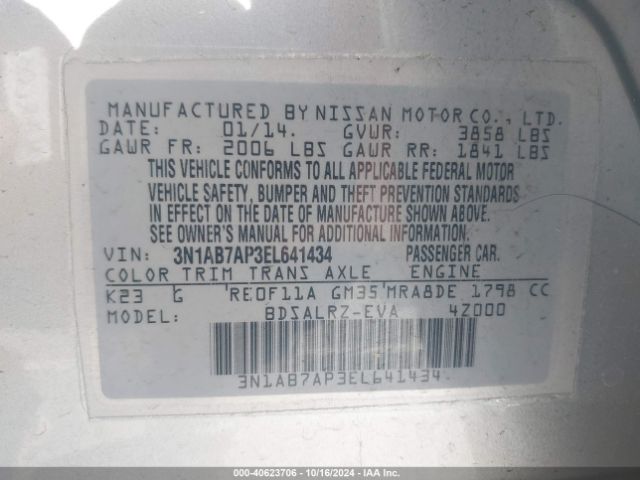 MANUFACTURED BY NISSAN MOTOR CO., LTD.
DATE: 01/14. GVWR: 3858 LBS
GAWR FR: 2006 LBS GAWR RR: 1841 LBS
THIS VEHICLE CONFORMS TO ALL APPLICABLE FEDERAL MOTOR
VEHICLE SAFETY, BUMPER AND THEFT PREVENTION STANDARDS
IN EFFECT ON THE DATE OF MANUFACTURE SHOWN ABOVE.
SEE OWNER'S MANUAL FOR ADDITIONAL INFORMATION
VIN: 3N1AB7AP3EL641434 PASSENGER CAR.
COLOR TRIM TRANS AXLE ENGINE
K23 G RE0F11A GM35 MRA8DE 1798 CC
BDSALRZ-EVA 4Z000
3N1AB7AP3EL641434
000-40623706 - 10/16/2024 - IAA Inc.